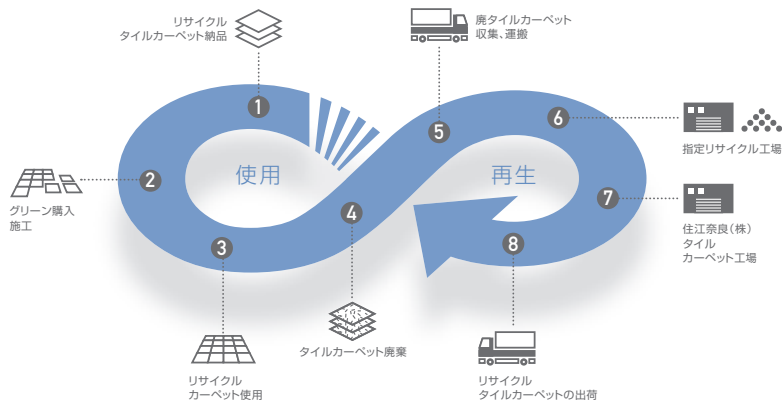 リサイクル
タイルカーペット納品
1
グリーン購入
施工
2
3
リサイクル
カーペット使用
使用
4
タイルカーペット廃棄
廃タイルカーペット
収集、運搬
5
6
指定リサイクル工場
再生
7
住江奈良(株)
タイル
カーペット工場
8
リサイクル
タイルカーペットの出荷